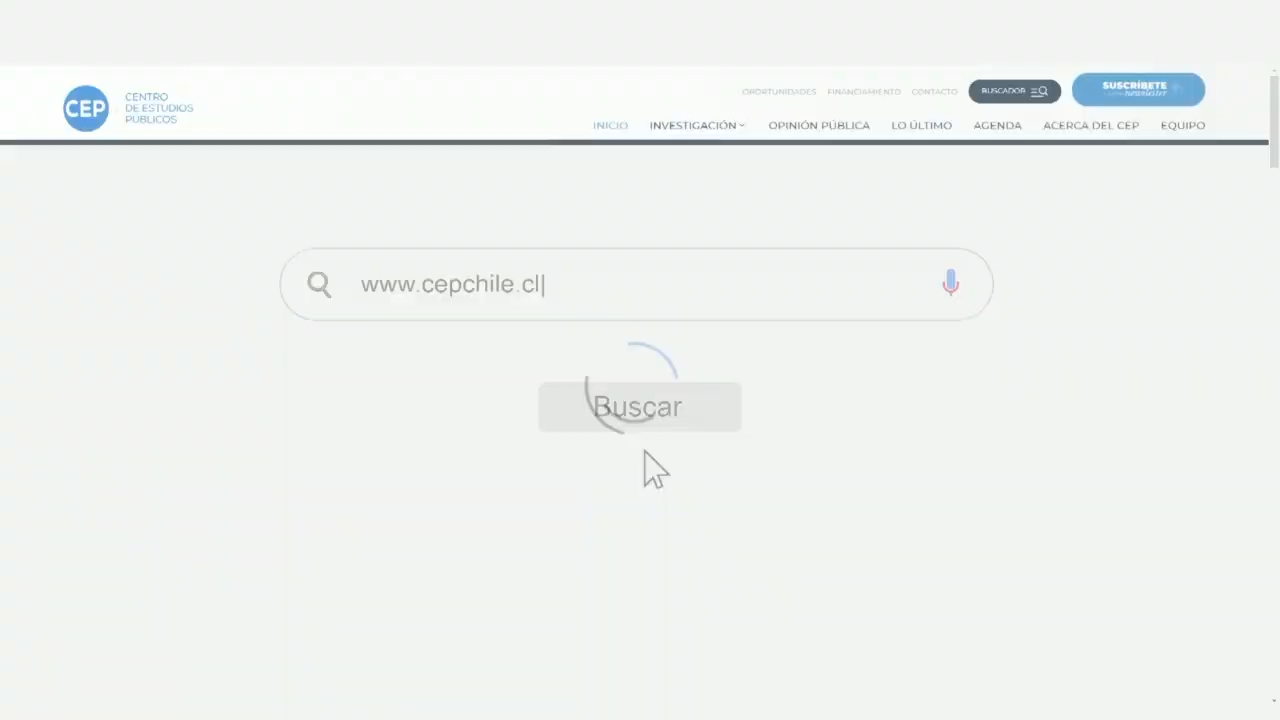 CEP
CENTRO
DE ESTUDIOS
PÚBLICOS
OPORTUNIDADES FINANCIAMIENTO CONTACTO BUSCADOR
SUSCRÍBETE
newsletter
INICIO INVESTIGACIÓN OPINIÓN PÚBLICA LO ÚLTIMO AGENDA ACERCA DEL CEP EQUIPO
www.cepchile.cl
Buscar